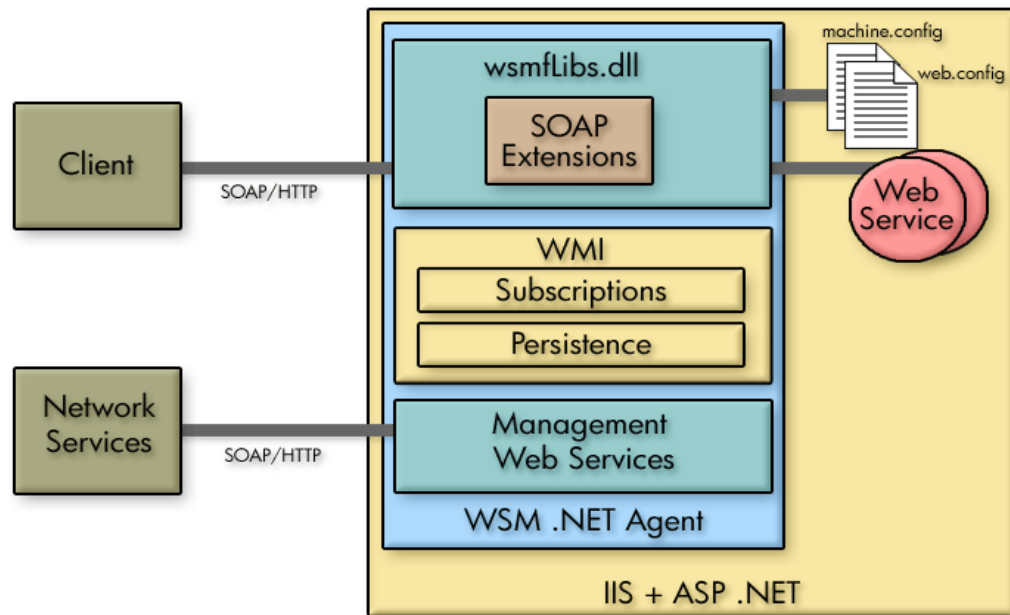 machine.config
web.config
wsmfLibs.dll
SOAP
Extensions
Client
SOAP/HTTP
Web
Service
WMI
Subscriptions
Persistence
Network
Services
SOAP/HTTP
Management
Web Services
WSM .NET Agent
IIS + ASP .NET